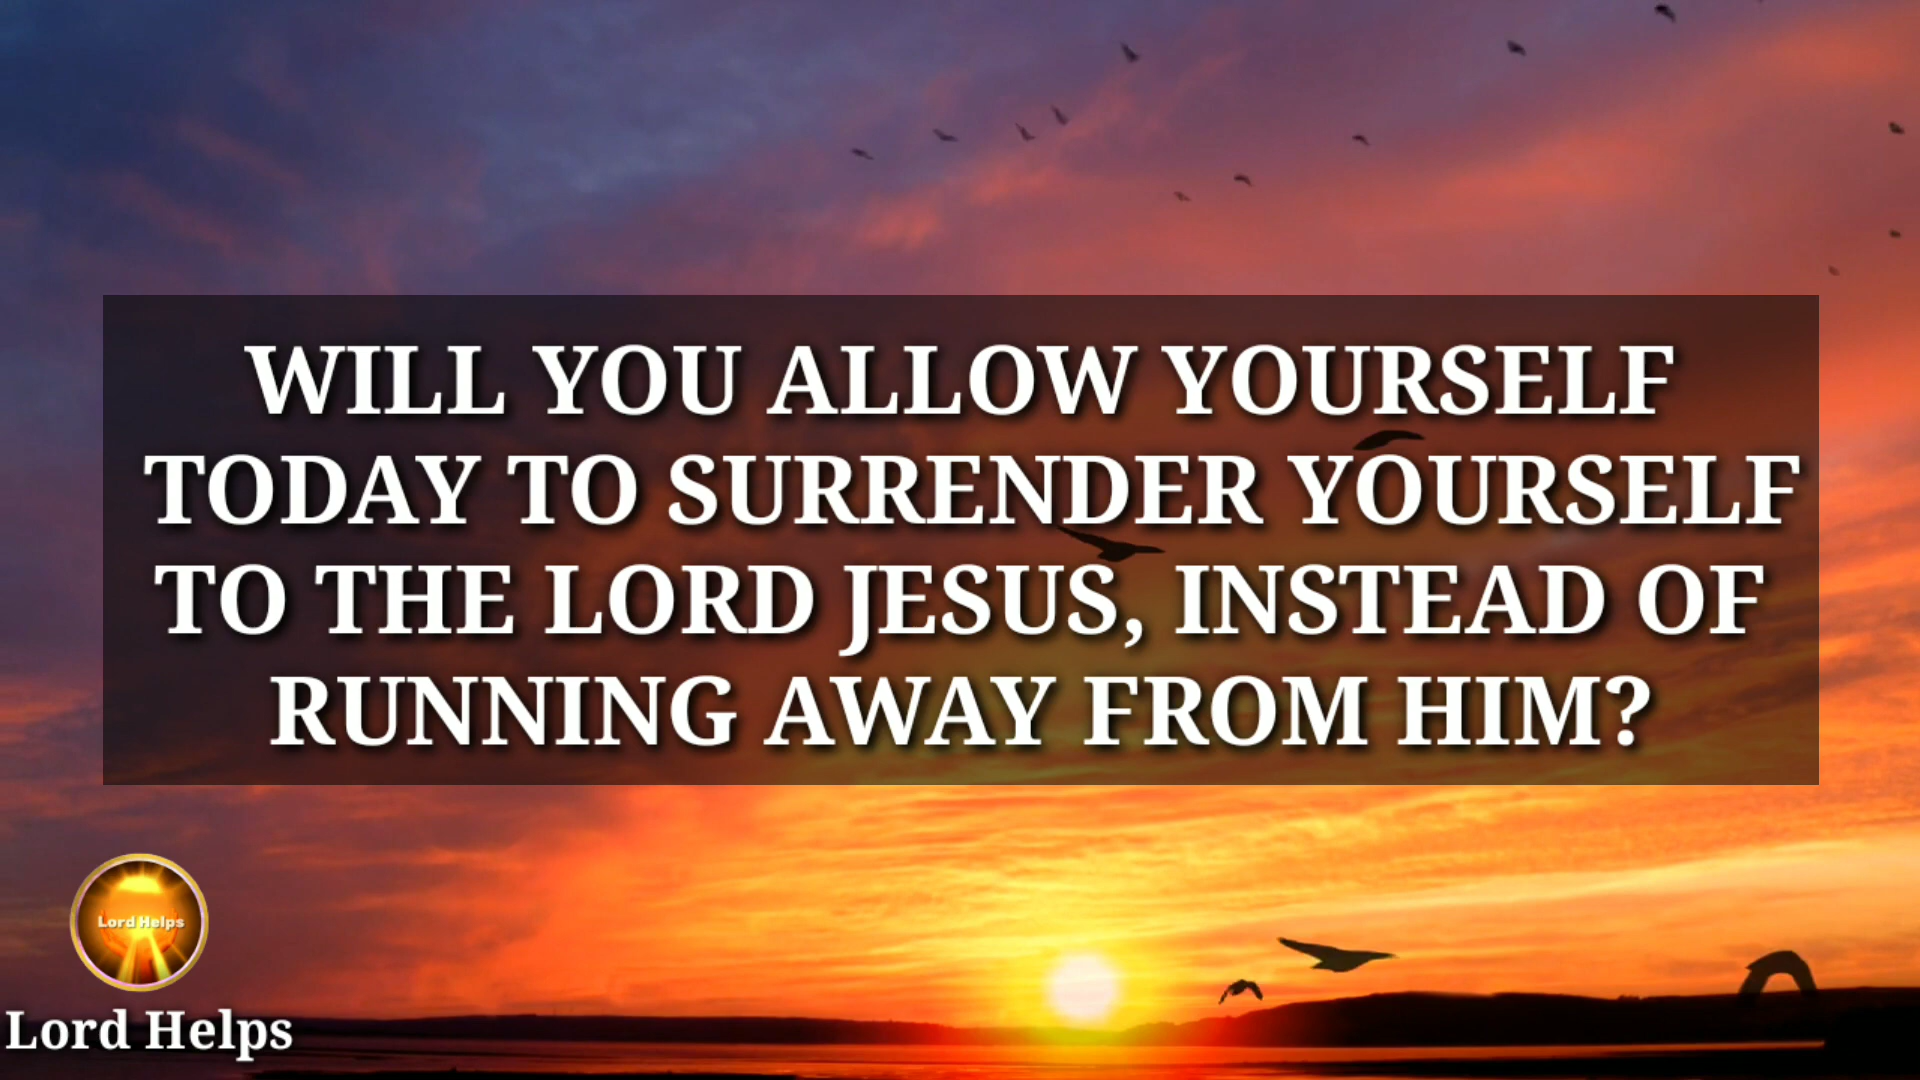 WILL YOU ALLOW YOURSELF
TODAY TO SURRENDER YOURSELF
TO THE LORD JESUS, INSTEAD OF
RUNNING AWAY FROM HIM?
Lord Helps
Lord Helps